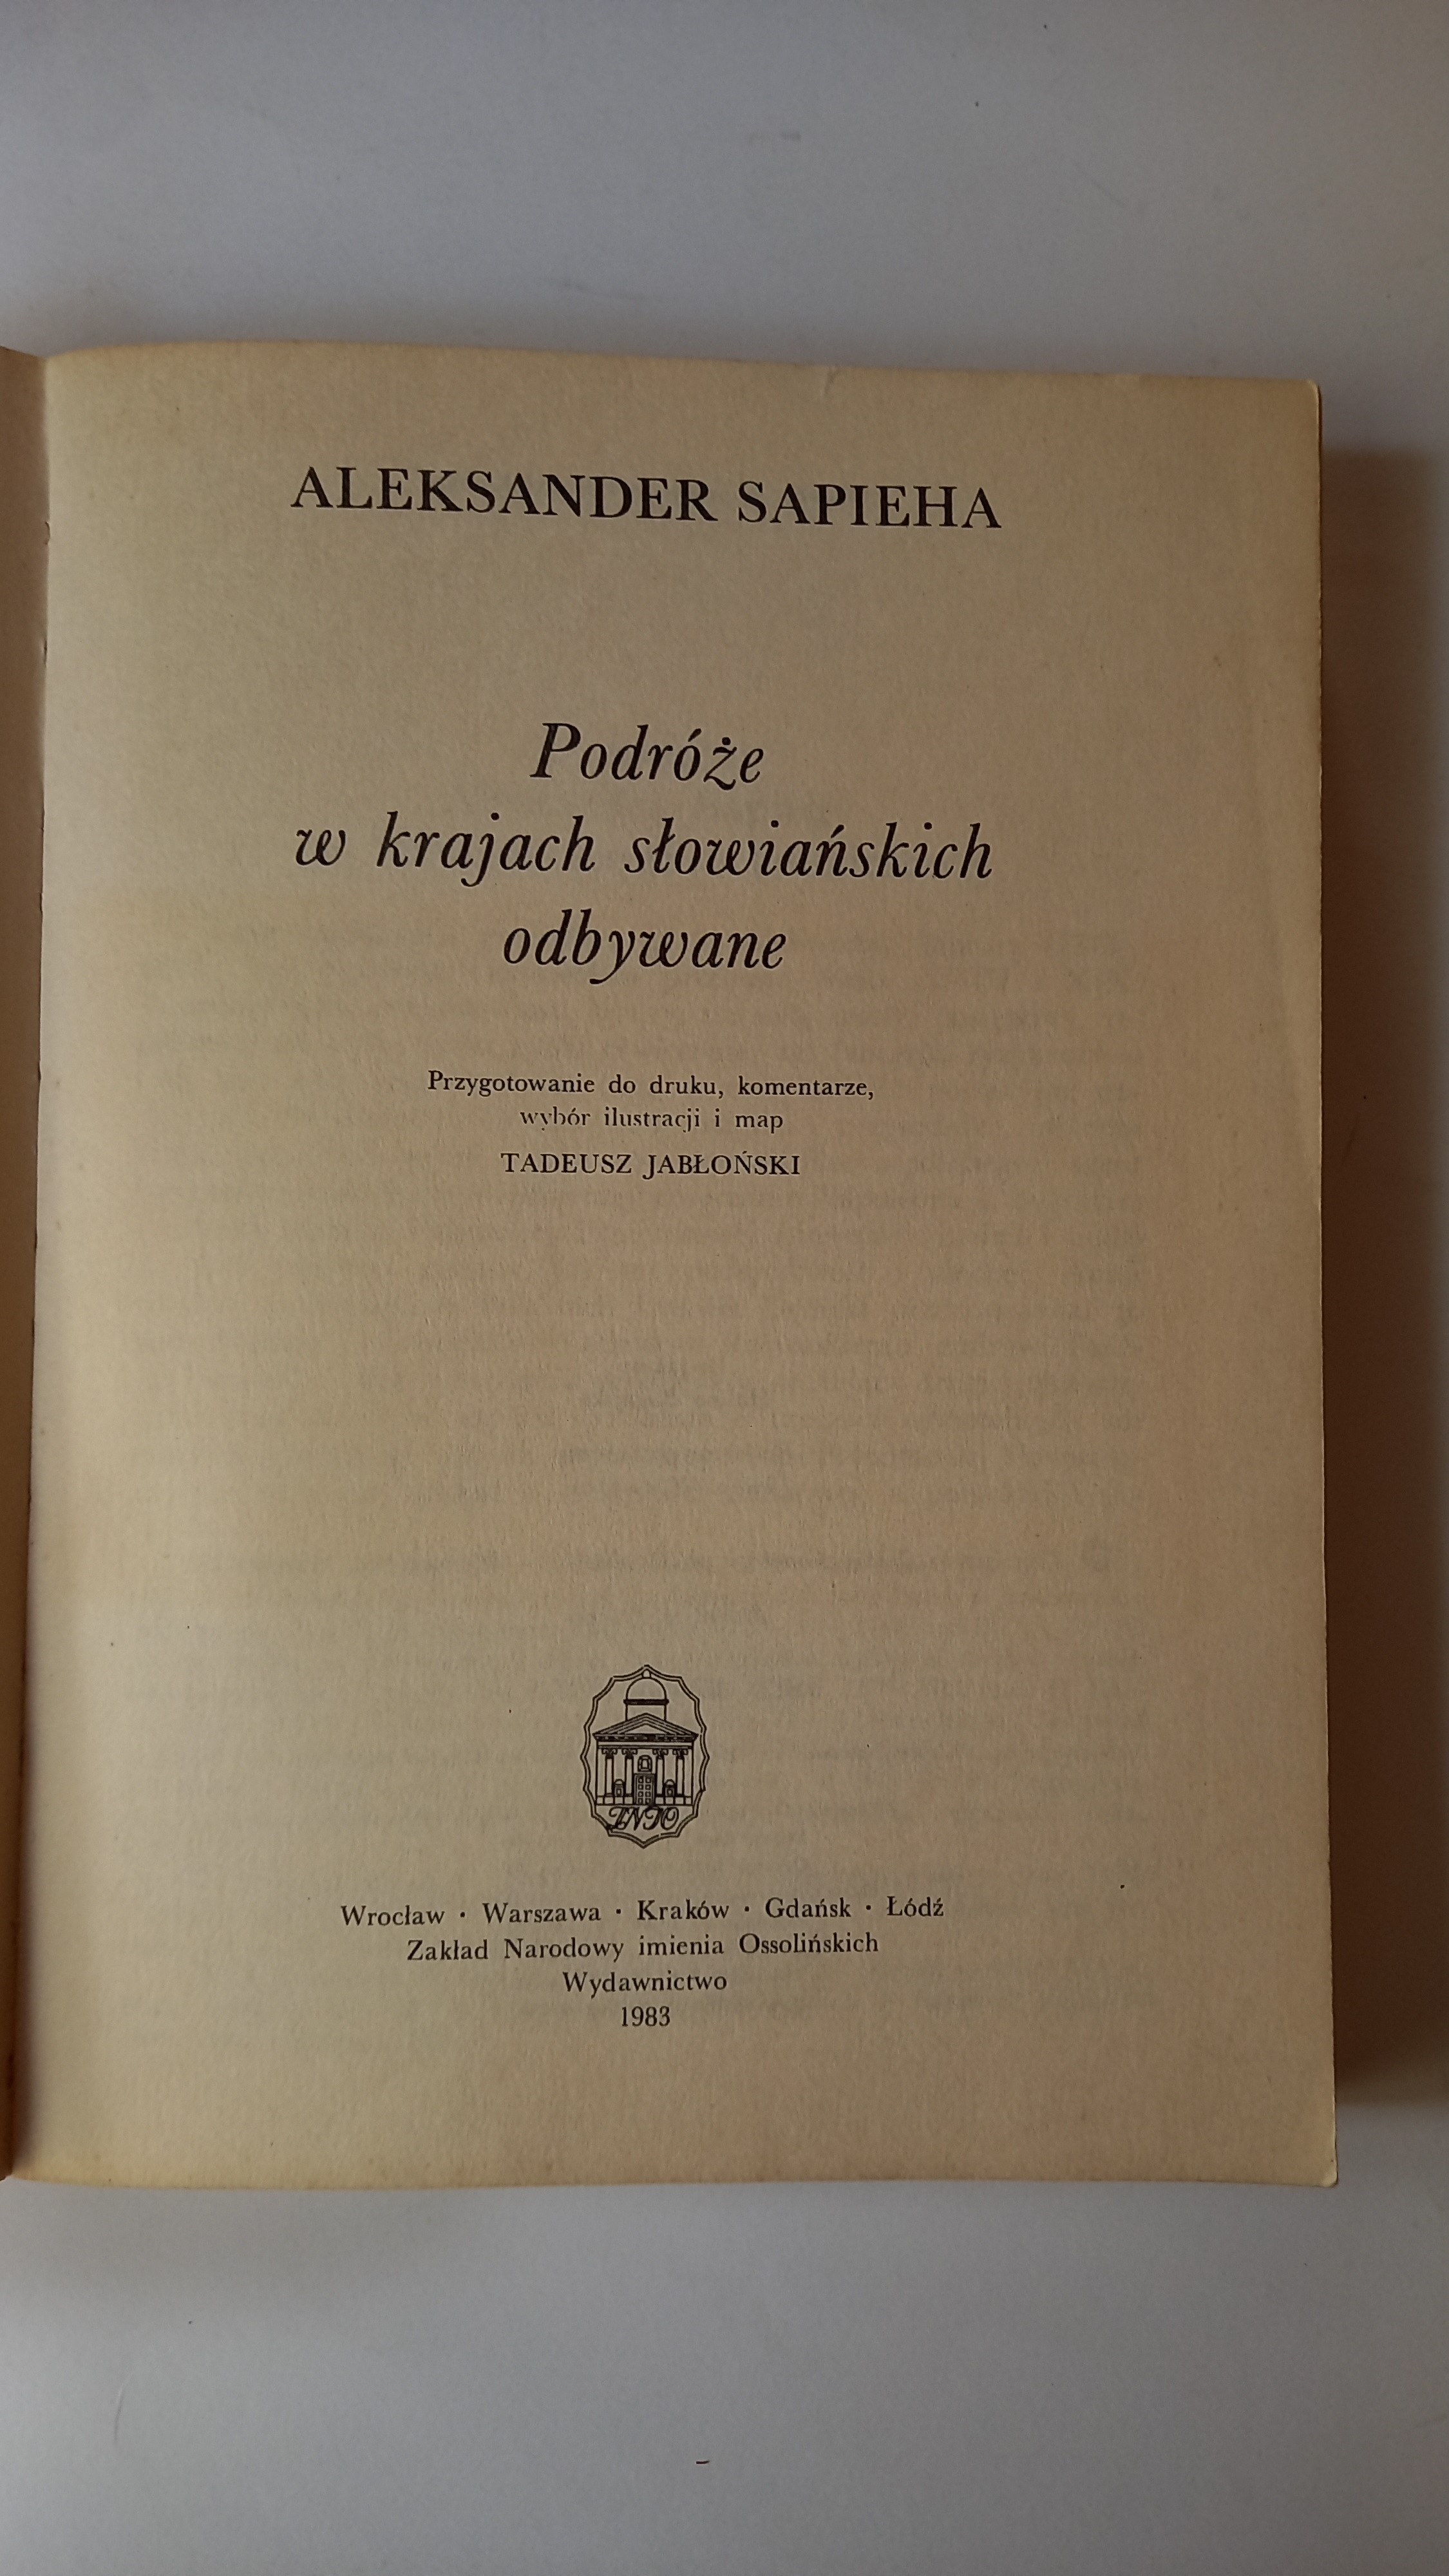 ALEKSANDER SAPIEHA
Podróże
w krajach słowiańskich
odbywane
Przygotowanie do druku, komentarze,
wybór ilustracji i map
TADEUSZ JABŁOŃSKI
ZNIO
Wrocław · Warszawa · Kraków · Gdańsk · Łódź
Zakład Narodowy imienia Ossolińskich
Wydawnictwo
1983